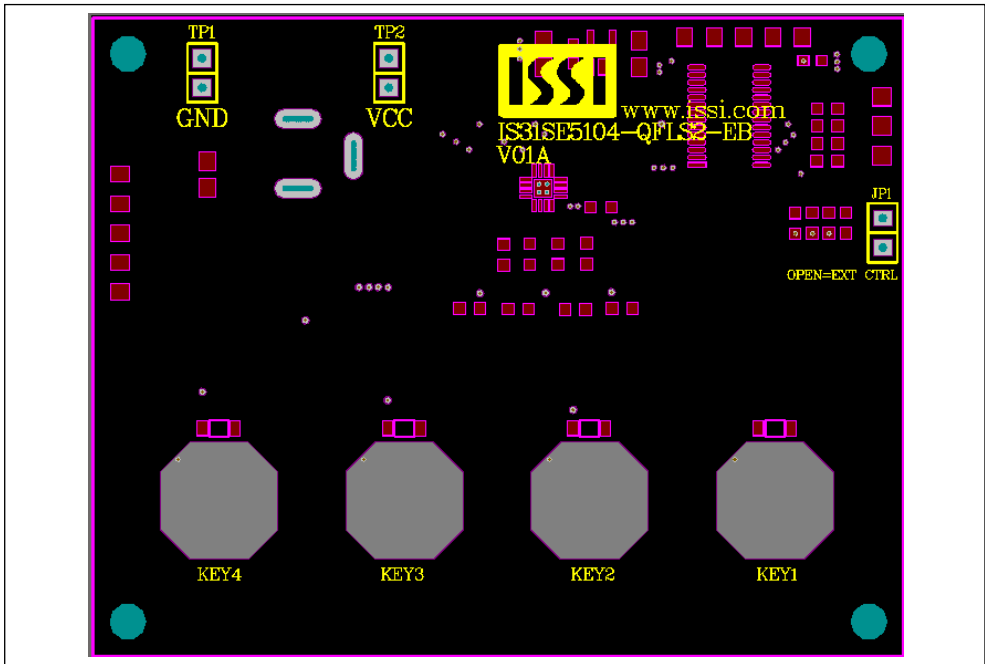 TP1
TP2
GND
VCC
ISSI
www.issi.com
IS31SE5104-QFLS2-EB
V01A
JP1
OPEN=EXT CTRL
KEY4
KEY3
KEY2
KEY1